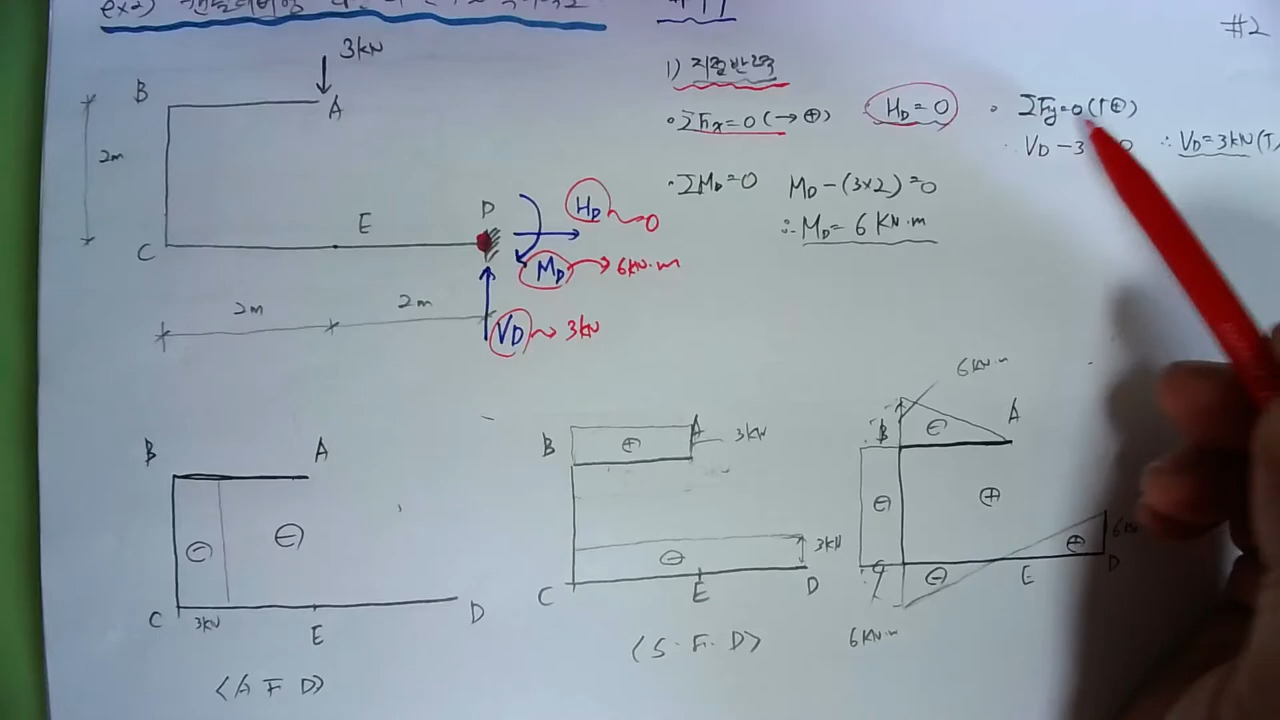 ex2)
#2
3kN
B
A
2m
C
E
D
H_D
0
M_D → 6kN·m
2m
2m
V_D
3kN
1) 지점반력
· ΣFx=0 (→⊕)
H_D=0
· ΣFy=0 (↑⊕)
V_D-3
0
∴ V_D=3kN(↑)
· ΣM_D=0
M_D-(3×2)=0
∴ M_D= 6 KN·m
B
A
⊖
⊖
C
3kN
E
D
<A F D>
B
A
⊕
3kN
⊖
3kN
C
E
D
<S·F·D>
6kN·m
B
A
⊖
⊖
⊕
⊕
6kN
C
⊖
E
D
6kN·m